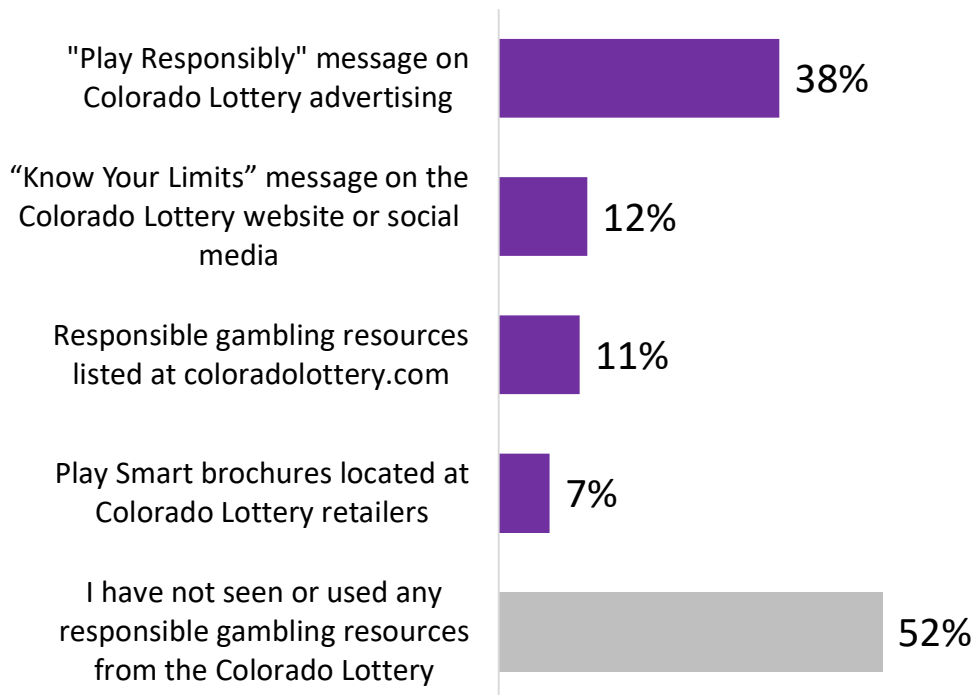 "Play Responsibly" message on
Colorado Lottery advertising
38%
“Know Your Limits” message on the
Colorado Lottery website or social
media
12%
Responsible gambling resources
listed at coloradolottery.com
11%
Play Smart brochures located at
Colorado Lottery retailers
7%
I have not seen or used any
responsible gambling resources
from the Colorado Lottery
52%